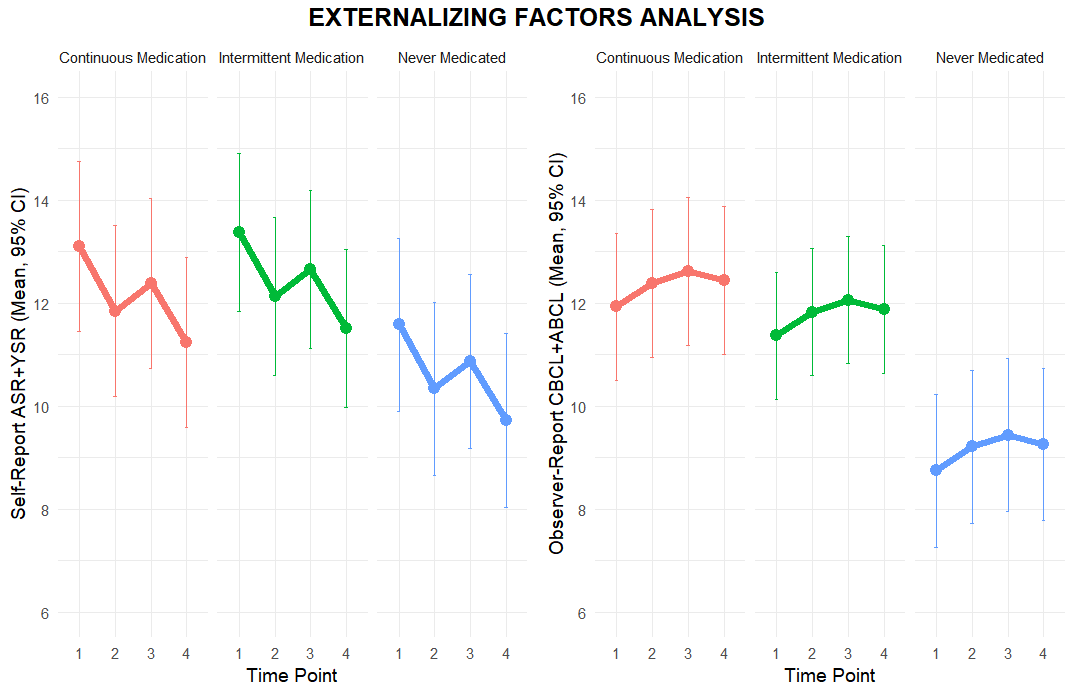 EXTERNALIZING FACTORS ANALYSIS
Continuous Medication Intermittent Medication Never Medicated
Self-Report ASR+YSR (Mean, 95% CI)
16
14
12
10
8
6
1 2 3 4 1 2 3 4 1 2 3 4
Time Point
Continuous Medication Intermittent Medication Never Medicated
Observer-Report CBCL+ABCL (Mean, 95% CI)
16
14
12
10
8
6
1 2 3 4 1 2 3 4 1 2 3 4
Time Point